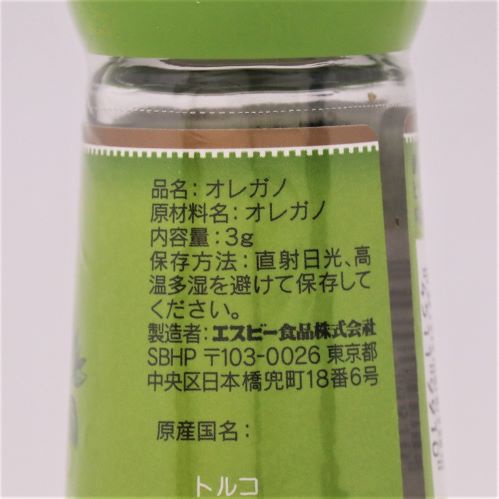 品名：オレガノ
原材料名：オレガノ
内容量：3g
保存方法：直射日光、高
温多湿を避けて保存して
ください。
製造者：エスビー食品株式会社
SBHP 〒103-0026 東京都
中央区日本橋兜町18番6号
原産国名：
トルコ